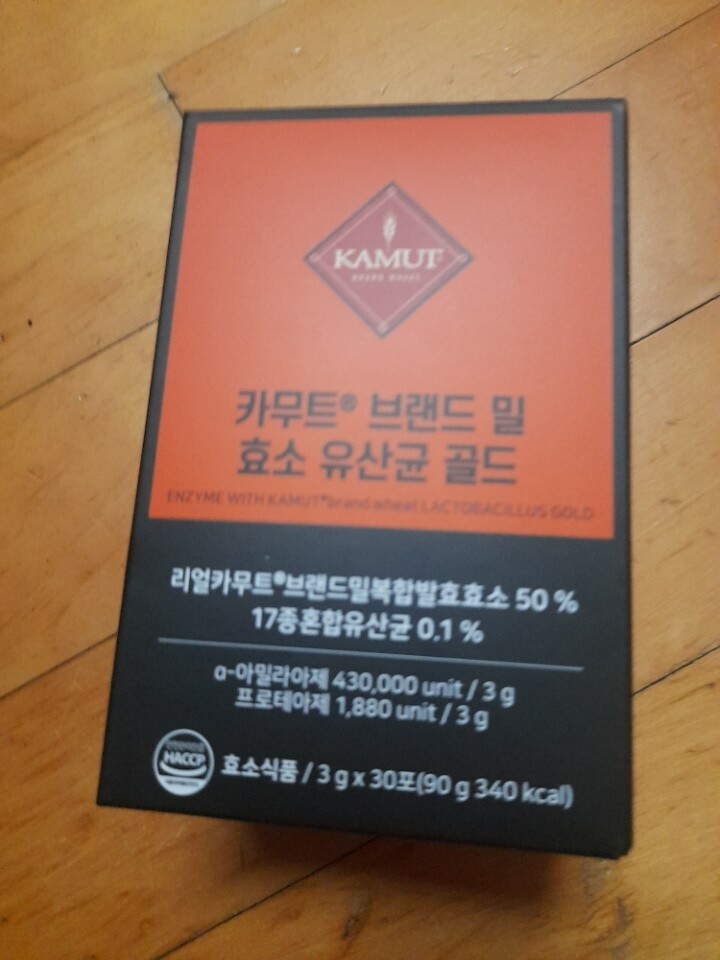 KAMUT
BRAND WHEAT
카무트® 브랜드 밀
효소 유산균 골드
ENZYME WITH KAMUT®brand wheat LACTOBACILLUS GOLD
리얼카무트®브랜드밀복합발효효소 50 %
17종혼합유산균 0.1 %
α-아밀라아제 430,000 unit / 3 g
프로테아제 1,880 unit / 3 g
HACCP
효소식품 / 3 g x 30포(90 g 340 kcal)